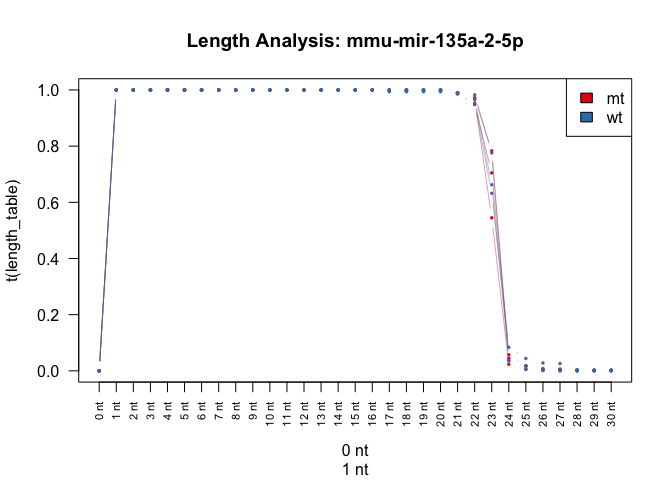 Length Analysis: mmu-mir-135a-2-5p
mt
wt
t(length_table)
1.0
0.8
0.6
0.4
0.2
0.0
0 nt 1 nt 2 nt 3 nt 4 nt 5 nt 6 nt 7 nt 8 nt 9 nt 10 nt 11 nt 12 nt 13 nt 14 nt 15 nt 16 nt 17 nt 18 nt 19 nt 20 nt 21 nt 22 nt 23 nt 24 nt 25 nt 26 nt 27 nt 28 nt 29 nt 30 nt
0 nt
1 nt